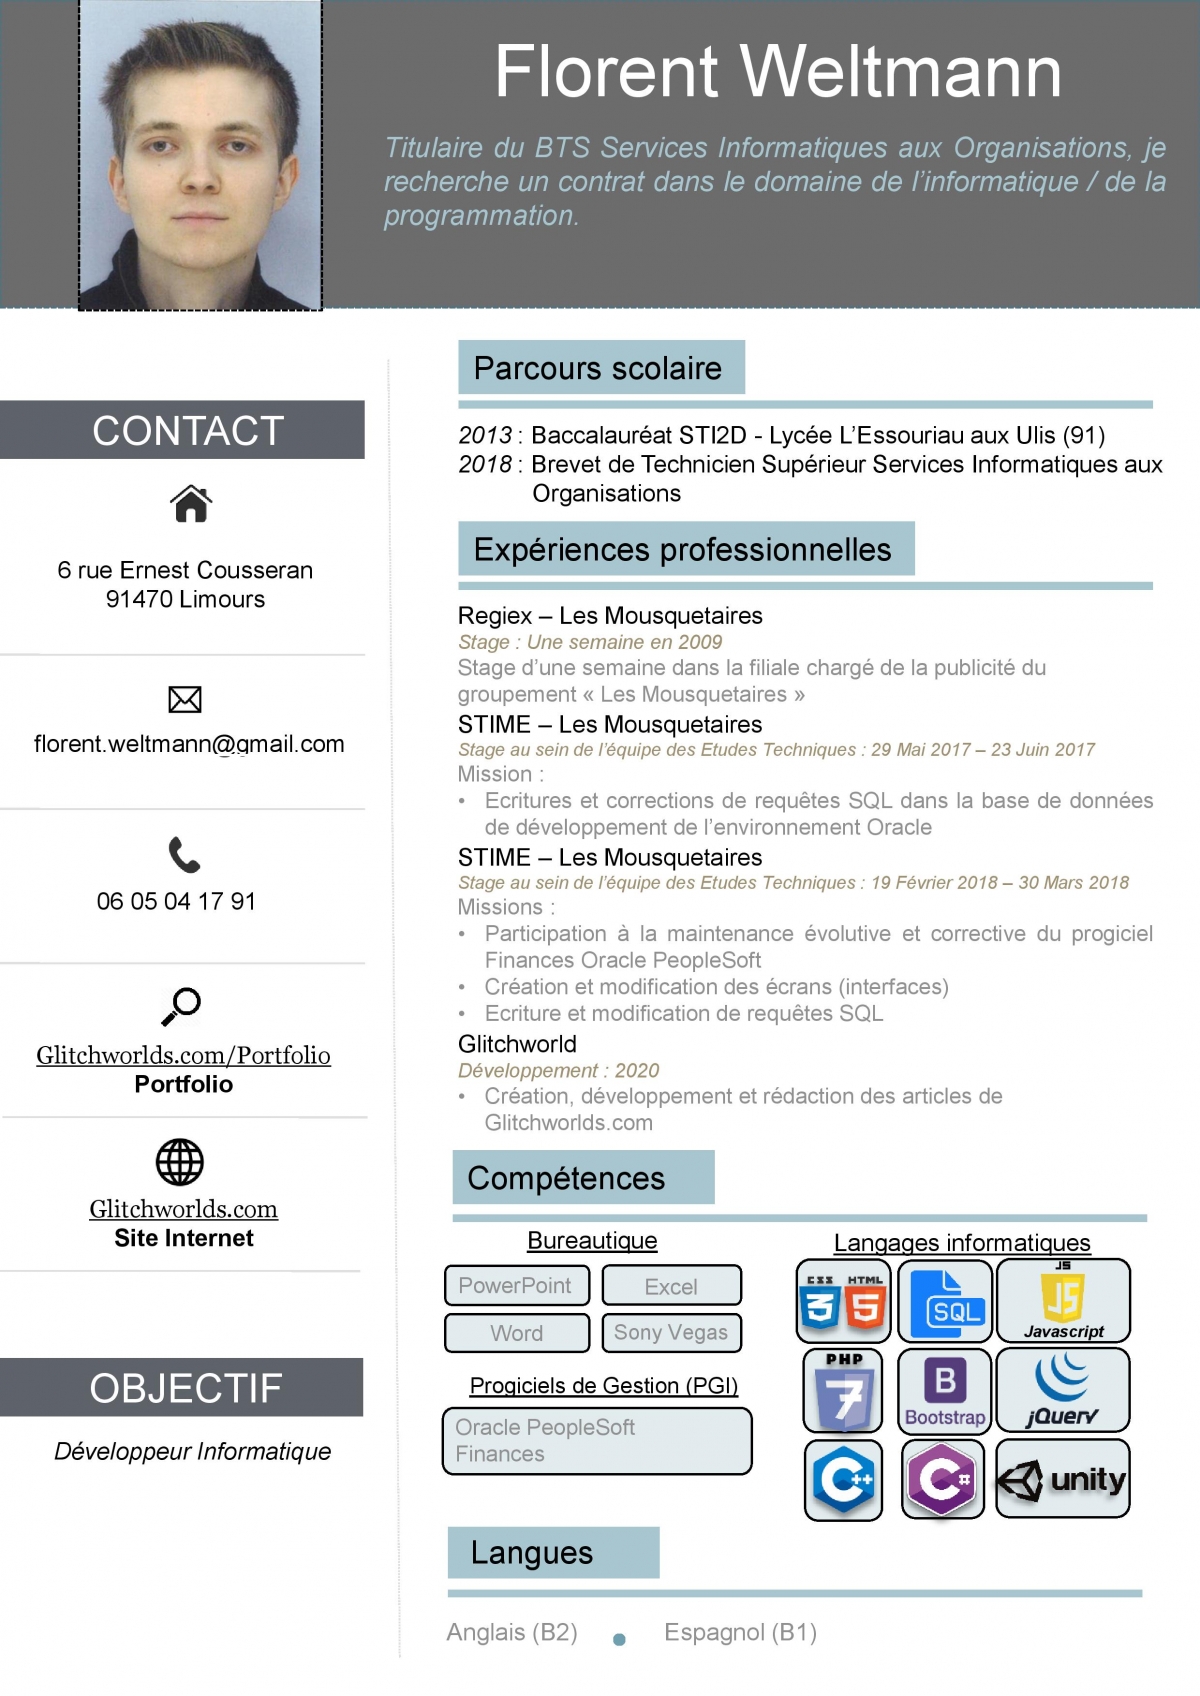 Florent Weltmann
Titulaire du BTS Services Informatiques aux Organisations, je
recherche un contrat dans le domaine de l'informatique / de la
programmation.
CONTACT
6 rue Ernest Cousseran
91470 Limours
florent.weltmann@gmail.com
06 05 04 17 91
Glitchworlds.com/Portfolio
Portfolio
Glitchworlds.com
Site Internet
OBJECTIF
Développeur Informatique
Parcours scolaire
2013 : Baccalauréat STI2D - Lycée L'Essouriau aux Ulis (91)
2018 : Brevet de Technicien Supérieur Services Informatiques aux
Organisations
Expériences professionnelles
Regiex – Les Mousquetaires
Stage : Une semaine en 2009
Stage d'une semaine dans la filiale chargé de la publicité du
groupement « Les Mousquetaires »
STIME – Les Mousquetaires
Stage au sein de l'équipe des Etudes Techniques : 29 Mai 2017 – 23 Juin 2017
Mission :
• Ecritures et corrections de requêtes SQL dans la base de données
de développement de l'environnement Oracle
STIME – Les Mousquetaires
Stage au sein de l'équipe des Etudes Techniques : 19 Février 2018 – 30 Mars 2018
Missions :
• Participation à la maintenance évolutive et corrective du progiciel
Finances Oracle PeopleSoft
• Création et modification des écrans (interfaces)
• Ecriture et modification de requêtes SQL
Glitchworld
Développement : 2020
• Création, développement et rédaction des articles de
Glitchworlds.com
Compétences
Bureautique
PowerPoint Excel
Word Sony Vegas
Progiciels de Gestion (PGI)
Oracle PeopleSoft
Finances
Langages informatiques
CSS HTML JS
3 5 SQL JS
Javascript
PHP
7 B
Bootstrap jQuery
C++ C# unity
Langues
Anglais (B2) • Espagnol (B1)